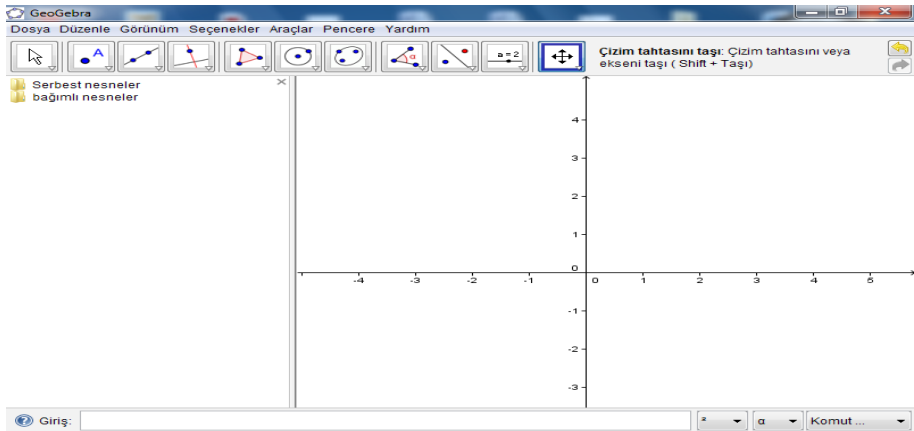 GeoGebra
Dosya Düzenle Görünüm Seçenekler Araçlar Pencere Yardım
A
α
a = 2
Çizim tahtasını taşı: Çizim tahtasını veya
ekseni taşı ( Shift + Taşı)
Serbest nesneler
bağımlı nesneler
4
3
2
1
0
-4 -3 -2 -1 0 1 2 3 4 5
-1
-2
-3
Giriş: ² α Komut ...